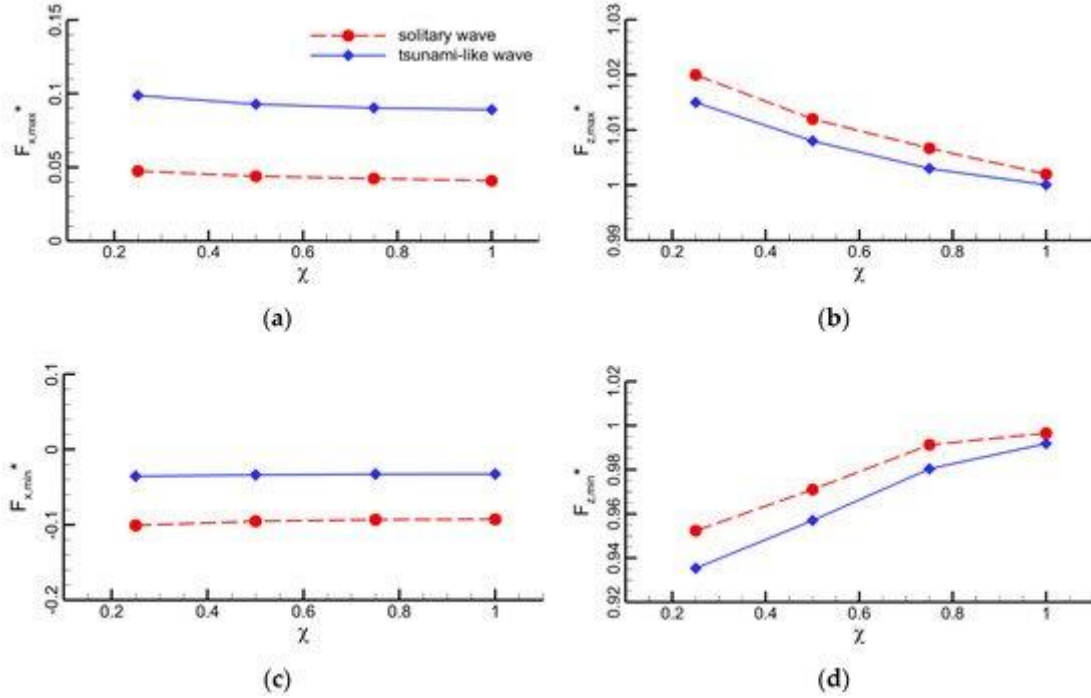 0.15
0.1
0.05
0
F x,max *
solitary wave
tsunami-like wave
0.2 0.4 0.6 0.8 1
χ
(a)
1.03
1.02
1.01
1
0.99
F z,max *
0.2 0.4 0.6 0.8 1
χ
(b)
0.1
0
-0.1
-0.2
F x,min *
0.2 0.4 0.6 0.8 1
χ
(c)
1.02
1
0.98
0.96
0.94
0.92
F z,min *
0.2 0.4 0.6 0.8 1
χ
(d)